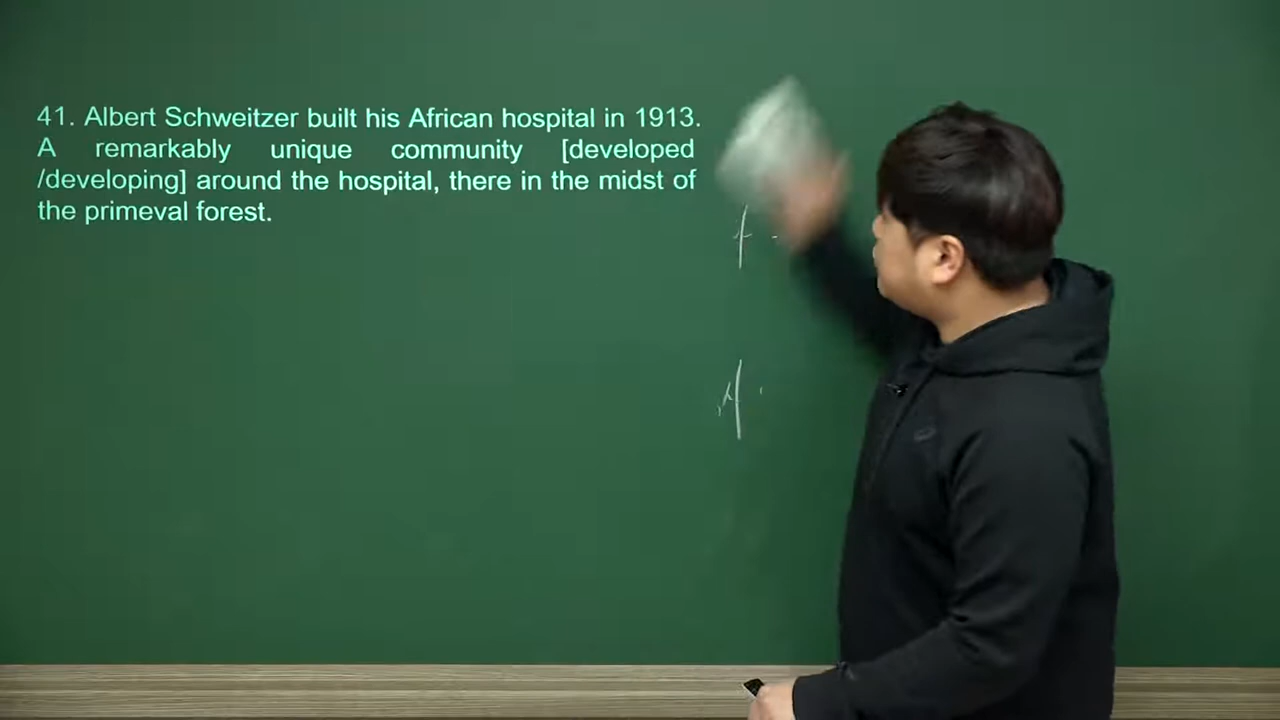 41. Albert Schweitzer built his African hospital in 1913.
A remarkably unique community [developed
/developing] around the hospital, there in the midst of
the primeval forest.